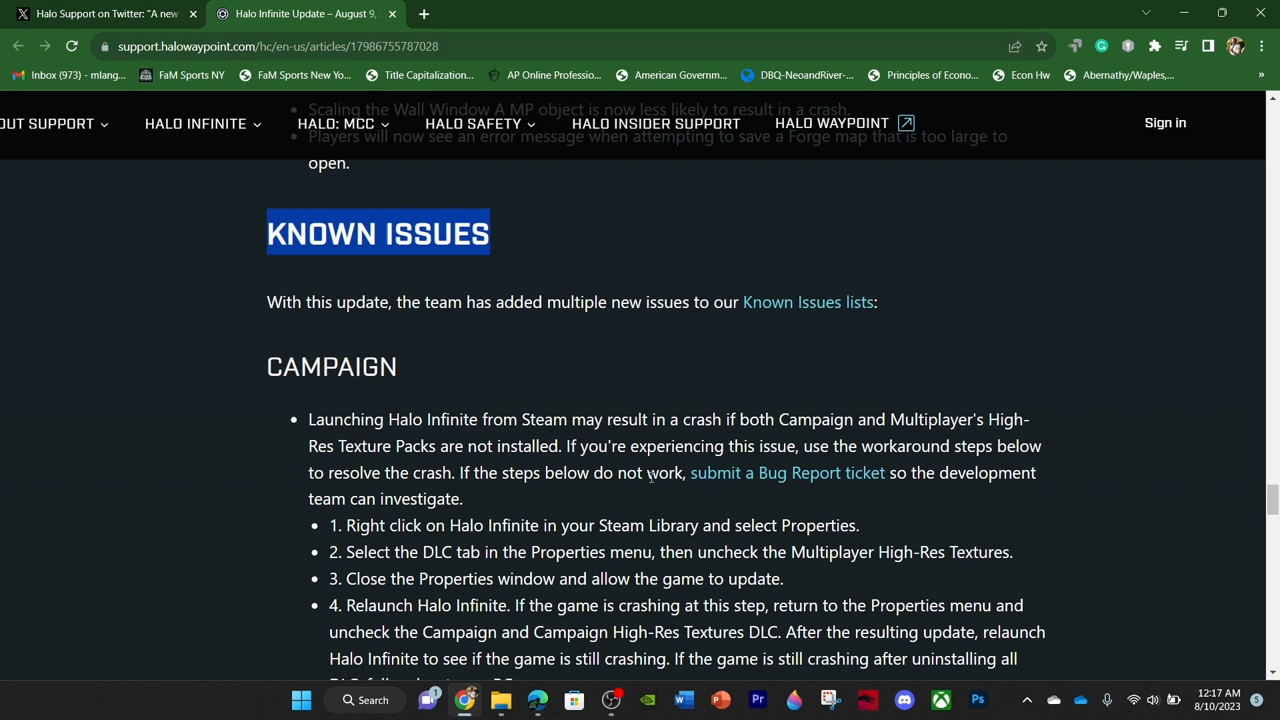 Halo Support on Twitter: "A new
Halo Infinite Update – August 9,
support.halowaypoint.com/hc/en-us/articles/17986755787028
Inbox (973) - mlang...
FaM Sports NY
FaM Sports New Yo...
Title Capitalization...
AP Online Professio...
American Governm...
DBQ-NeoandRiver-...
Principles of Econo...
Econ Hw
Abernathy/Waples,...
»
Scaling the Wall Window A MP object is now less likely to result in a crash.
OUT SUPPORT
HALO INFINITE
HALO: MCC
HALO SAFETY
HALO INSIDER SUPPORT
HALO WAYPOINT
Sign in
Players will now see an error message when attempting to save a Forge map that is too large to
open.
KNOWN ISSUES
With this update, the team has added multiple new issues to our Known Issues lists:
CAMPAIGN
Launching Halo Infinite from Steam may result in a crash if both Campaign and Multiplayer's High-
Res Texture Packs are not installed. If you're experiencing this issue, use the workaround steps below
to resolve the crash. If the steps below do not work, submit a Bug Report ticket so the development
team can investigate.
1. Right click on Halo Infinite in your Steam Library and select Properties.
2. Select the DLC tab in the Properties menu, then uncheck the Multiplayer High-Res Textures.
3. Close the Properties window and allow the game to update.
4. Relaunch Halo Infinite. If the game is crashing at this step, return to the Properties menu and
uncheck the Campaign and Campaign High-Res Textures DLC. After the resulting update, relaunch
Halo Infinite to see if the game is still crashing. If the game is still crashing after uninstalling all
Search
1
12:17 AM
8/10/2023
5